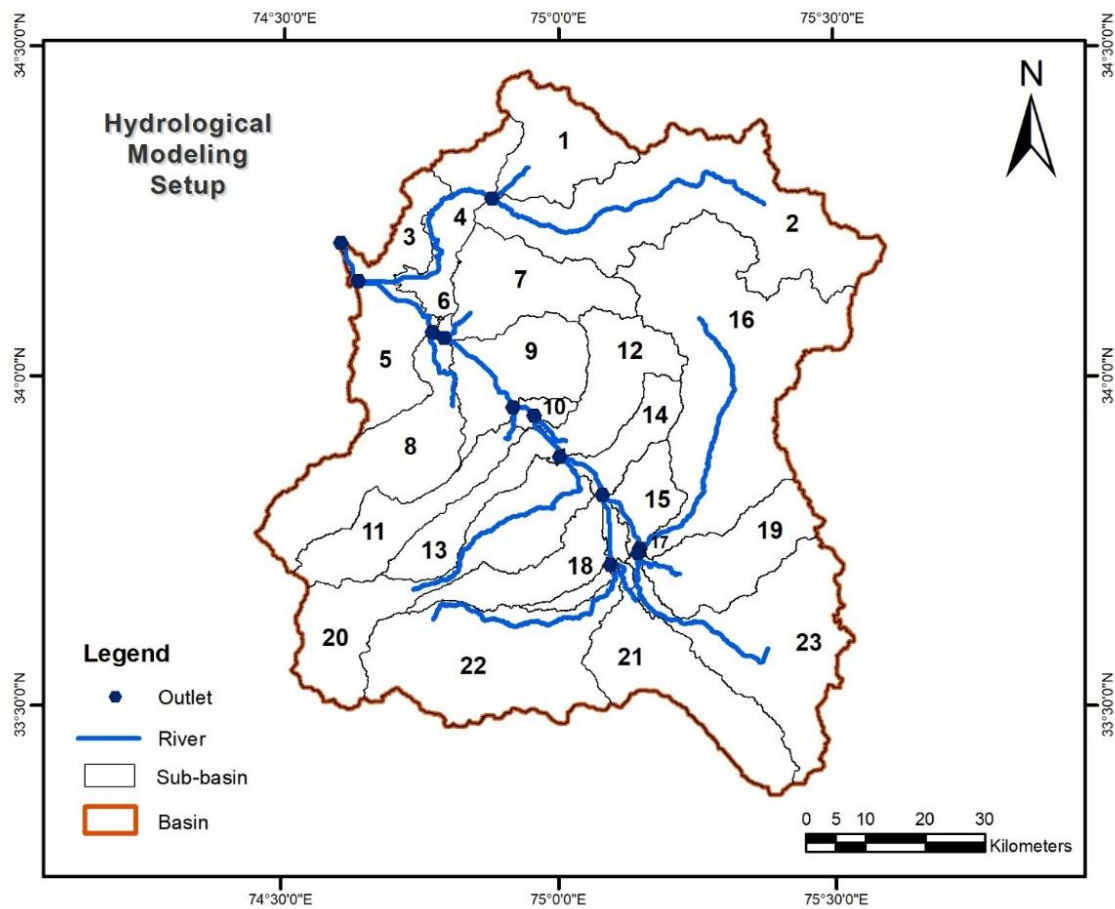 74°30'0"E 75°0'0"E 75°30'0"E
34°30'0"N 34°30'0"N
Hydrological
Modeling
Setup
N
1
2
3
4
7
6
16
5
9
12
10
14
8
15
11
13
17
19
18
20
21
23
22
34°0'0"N 34°0'0"N
33°30'0"N 33°30'0"N
Legend
Outlet
River
Sub-basin
Basin
0 5 10 20 30
Kilometers
74°30'0"E 75°0'0"E 75°30'0"E